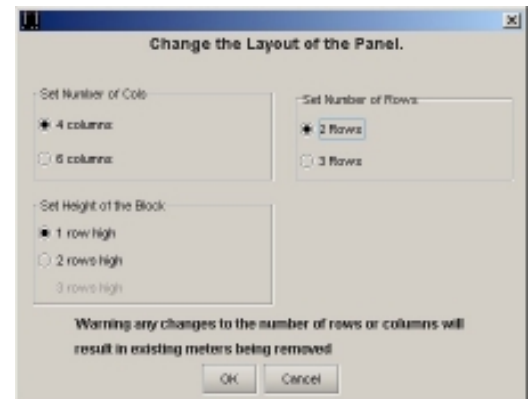 Change the Layout of the Panel.
Set Number of Cols
4 columns
6 columns
Set Number of Rows
2 Rows
3 Rows
Set Height of the Block
1 row high
2 rows high
3 rows high
Warning any changes to the number of rows or columns will
result in existing meters being removed
OK
Cancel